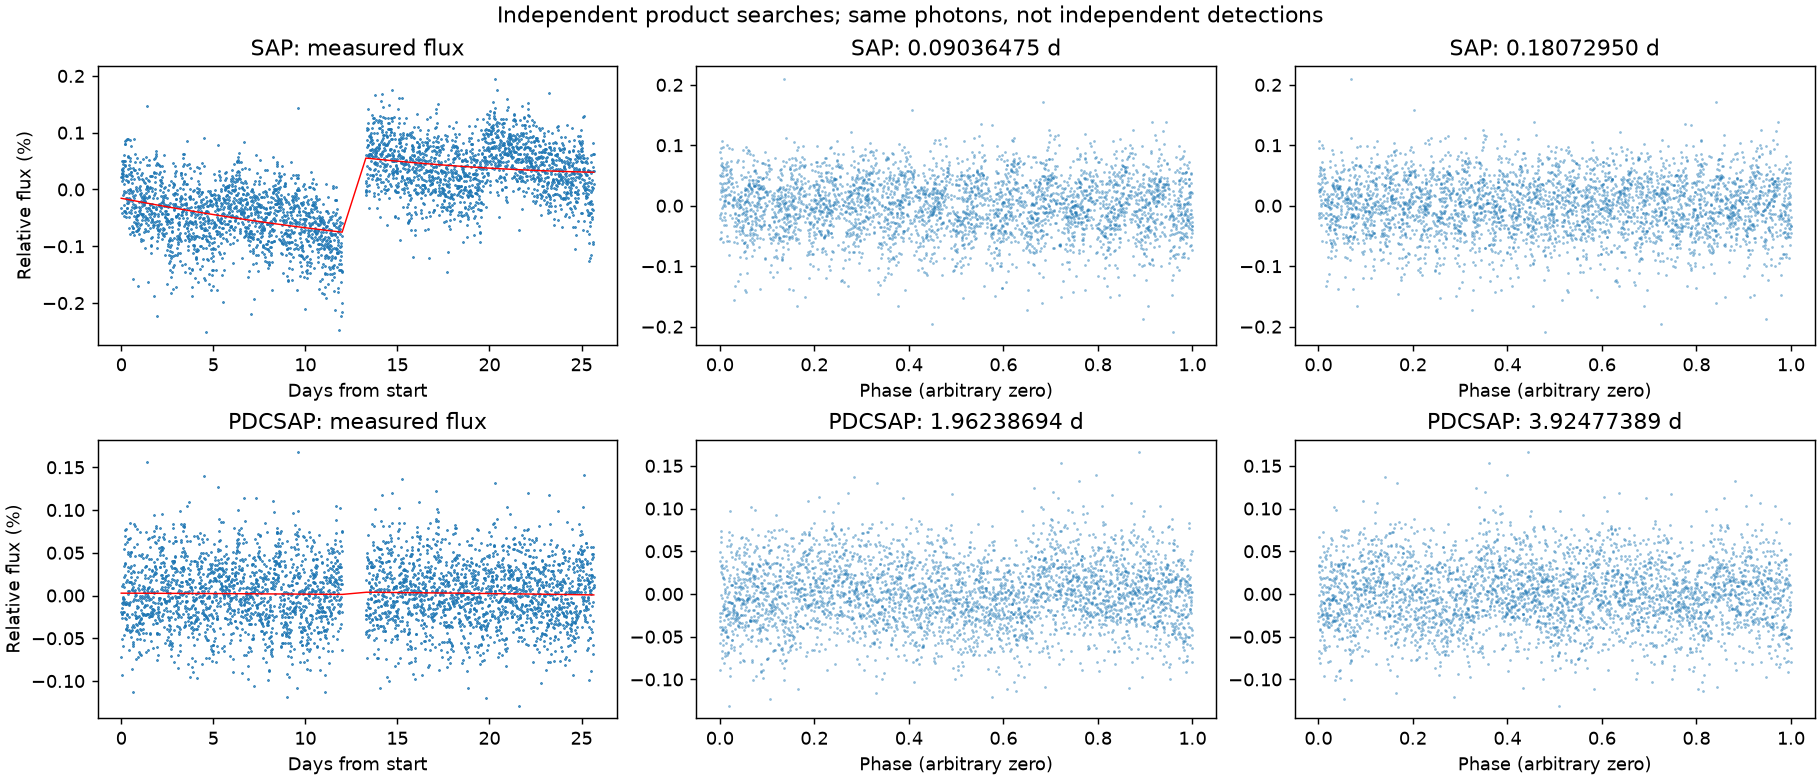 Independent product searches; same photons, not independent detections
SAP: measured flux
SAP: 0.09036475 d
SAP: 0.18072950 d
Relative flux (%)
0.2
0.1
0.0
−0.1
−0.2
0.2
0.1
0.0
−0.1
−0.2
0.2
0.1
0.0
−0.1
−0.2
0 5 10 15 20 25
0.0 0.2 0.4 0.6 0.8 1.0
0.0 0.2 0.4 0.6 0.8 1.0
Days from start
Phase (arbitrary zero)
Phase (arbitrary zero)
PDCSAP: measured flux
PDCSAP: 1.96238694 d
PDCSAP: 3.92477389 d
Relative flux (%)
0.15
0.10
0.05
0.00
−0.05
−0.10
0.15
0.10
0.05
0.00
−0.05
−0.10
0.15
0.10
0.05
0.00
−0.05
−0.10
0 5 10 15 20 25
0.0 0.2 0.4 0.6 0.8 1.0
0.0 0.2 0.4 0.6 0.8 1.0
Days from start
Phase (arbitrary zero)
Phase (arbitrary zero)